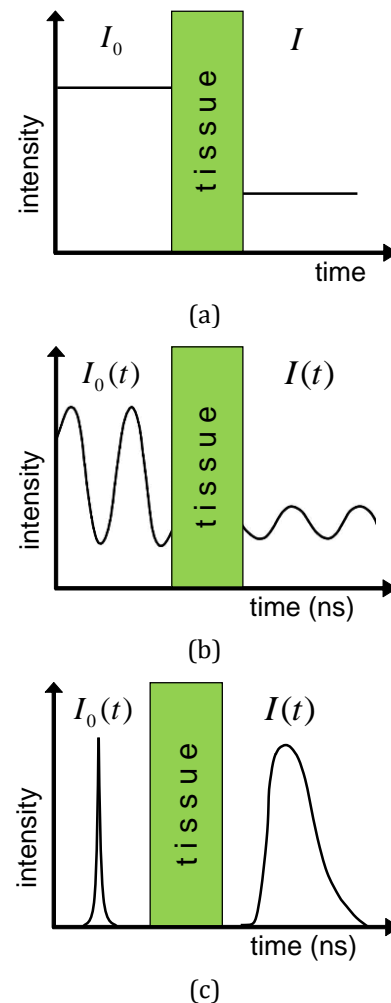 I₀ I
intensity
tissue
time
(a)
I₀(t) I(t)
intensity
tissue
time (ns)
(b)
I₀(t) I(t)
intensity
tissue
time (ns)
(c)